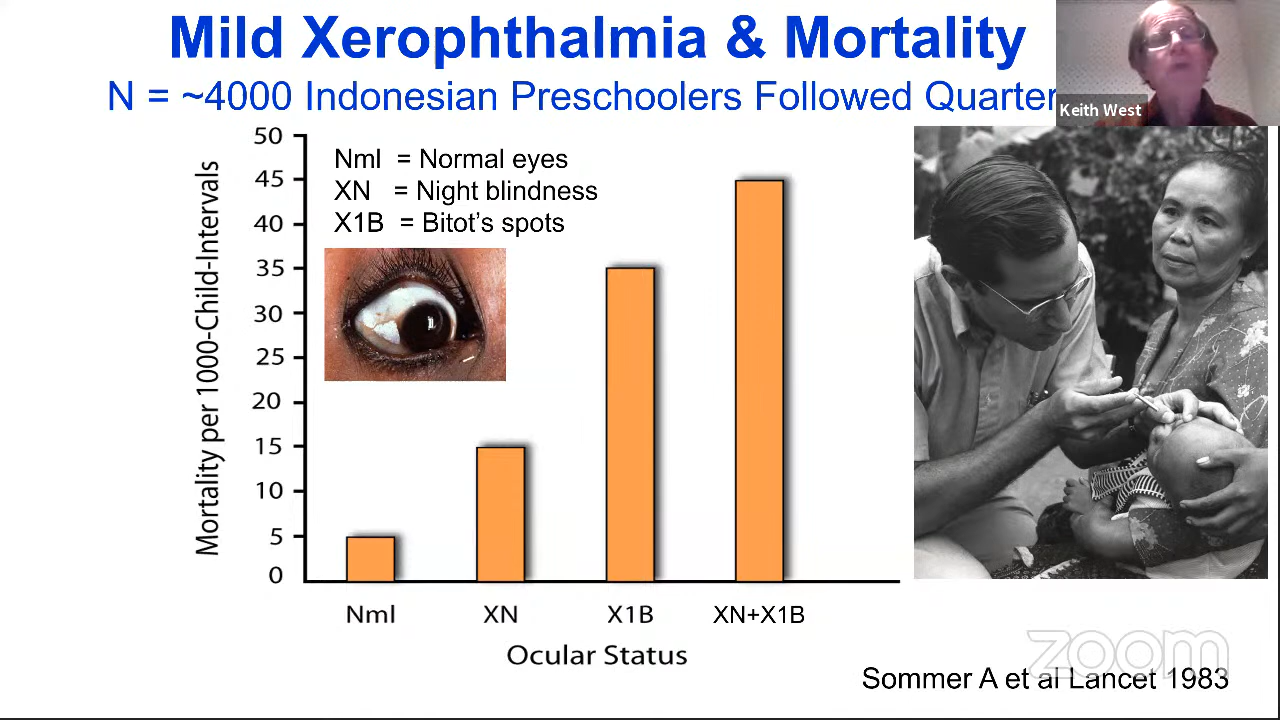 Mild Xerophthalmia & Mortality
N = ~4000 Indonesian Preschoolers Followed Quarter
Keith West
Nml = Normal eyes
XN = Night blindness
X1B = Bitot's spots
Mortality per 1000-Child-Intervals
50
45
40
35
30
25
20
15
10
5
0
Nml XN X1B XN+X1B
Ocular Status
zoom
Sommer A et al Lancet 1983